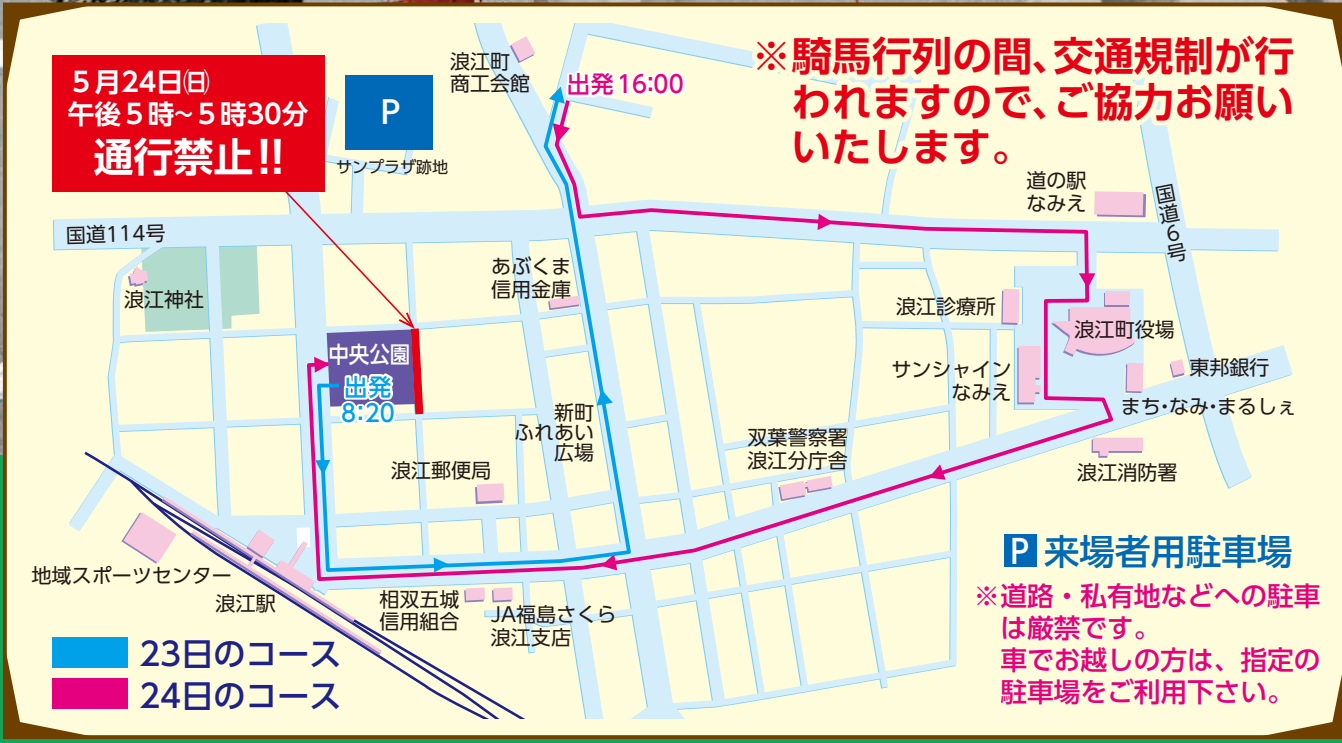 5月24日㈰
午後5時~5時30分
通行禁止!!
P
サンプラザ跡地
浪江町
商工会館
出発16:00
※騎馬行列の間、交通規制が行
われますので、ご協力お願い
いたします。
道の駅
なみえ
国道6号
国道114号
浪江神社
あぶくま
信用金庫
浪江診療所
浪江町役場
中央公園
出発
8:20
サンシャイン
なみえ
東邦銀行
まち・なみ・まるしぇ
新町
ふれあい
広場
双葉警察署
浪江分庁舎
浪江郵便局
浪江消防署
地域スポーツセンター
浪江駅
相双五城
信用組合
JA福島さくら
浪江支店
P 来場者用駐車場
※道路・私有地などへの駐車
は厳禁です。
車でお越しの方は、指定の
駐車場をご利用下さい。
23日のコース
24日のコース